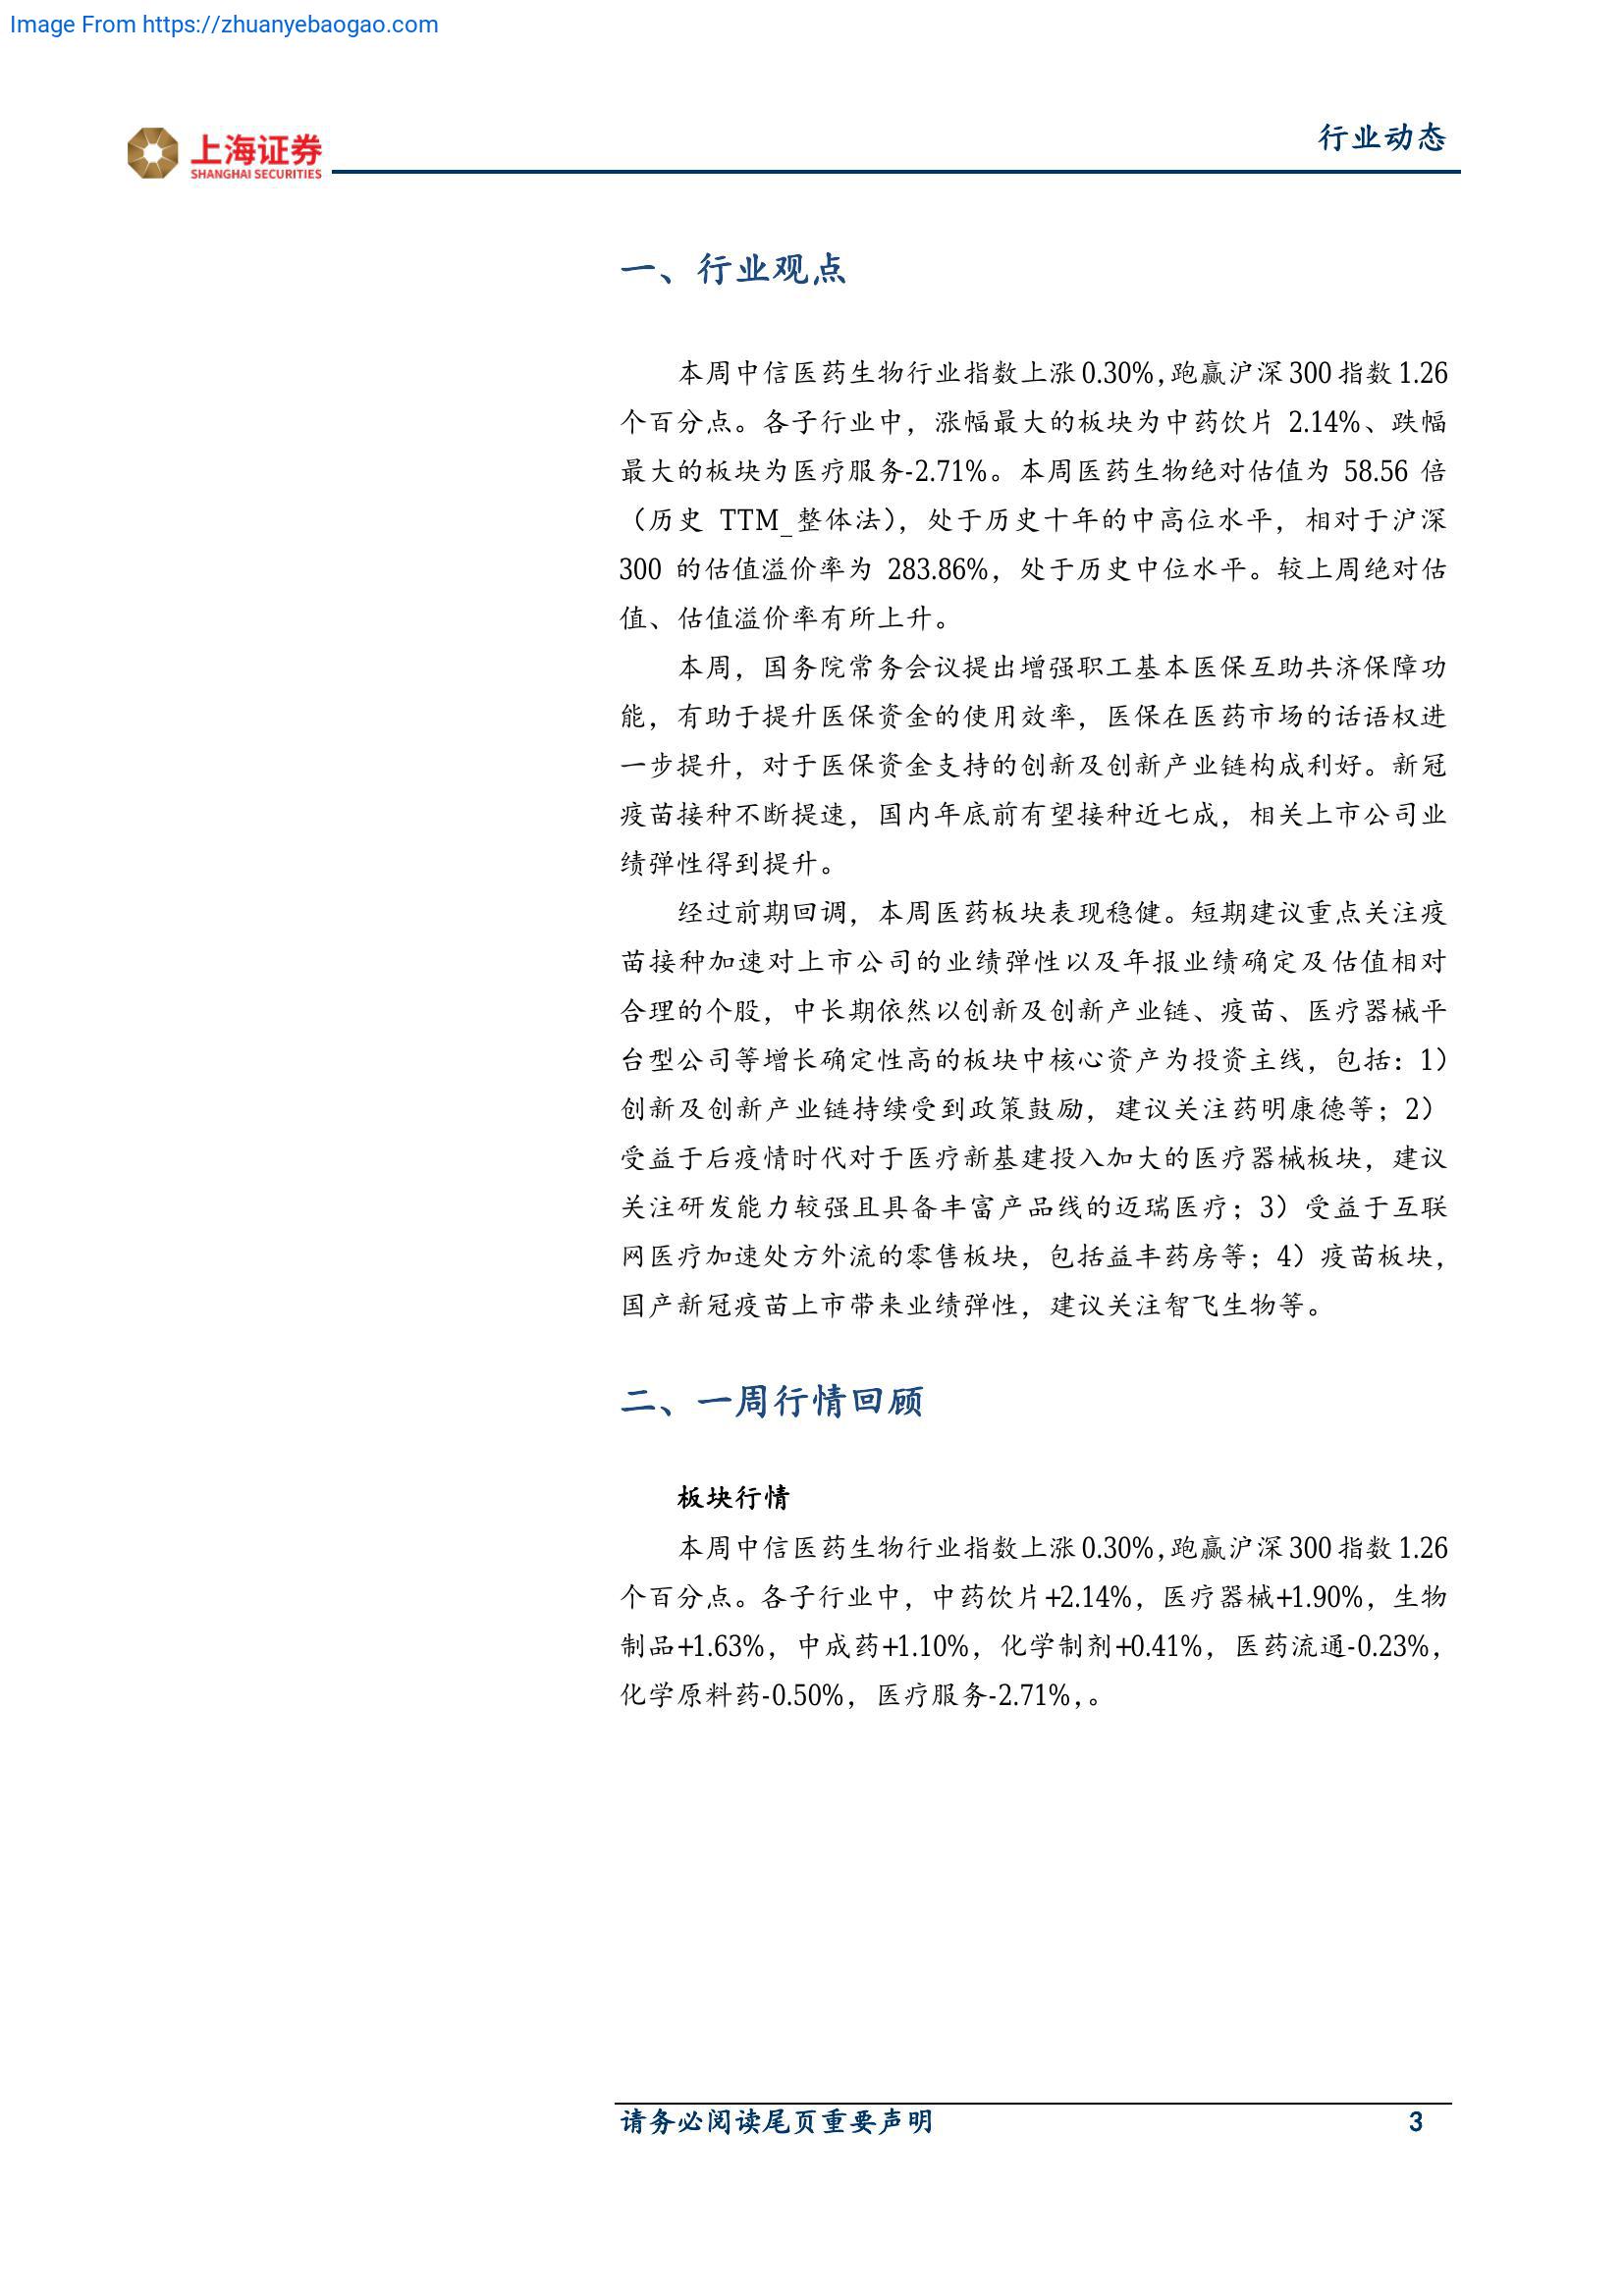 Image From https://zhuanyebaogao.com
上海证券
SHANGHAI SECURITIES
行业动态
一、行业观点
本周中信医药生物行业指数上涨0.30%,跑赢沪深300指数1.26
个百分点。各子行业中，涨幅最大的板块为中药饮片 2.14%、跌幅
最大的板块为医疗服务-2.71%。本周医药生物绝对估值为 58.56 倍
（历史 TTM_整体法），处于历史十年的中高位水平，相对于沪深
300 的估值溢价率为 283.86%，处于历史中位水平。较上周绝对估
值、估值溢价率有所上升。
本周，国务院常务会议提出增强职工基本医保互助共济保障功
能，有助于提升医保资金的使用效率，医保在医药市场的话语权进
一步提升，对于医保资金支持的创新及创新产业链构成利好。新冠
疫苗接种不断提速，国内年底前有望接种近七成，相关上市公司业
绩弹性得到提升。
经过前期回调，本周医药板块表现稳健。短期建议重点关注疫
苗接种加速对上市公司的业绩弹性以及年报业绩确定及估值相对
合理的个股，中长期依然以创新及创新产业链、疫苗、医疗器械平
台型公司等增长确定性高的板块中核心资产为投资主线，包括：1）
创新及创新产业链持续受到政策鼓励，建议关注药明康德等；2）
受益于后疫情时代对于医疗新基建投入加大的医疗器械板块，建议
关注研发能力较强且具备丰富产品线的迈瑞医疗；3）受益于互联
网医疗加速处方外流的零售板块，包括益丰药房等；4）疫苗板块，
国产新冠疫苗上市带来业绩弹性，建议关注智飞生物等。
二、一周行情回顾
板块行情
本周中信医药生物行业指数上涨0.30%,跑赢沪深300指数1.26
个百分点。各子行业中，中药饮片+2.14%，医疗器械+1.90%，生物
制品+1.63%，中成药+1.10%，化学制剂+0.41%，医药流通-0.23%，
化学原料药-0.50%，医疗服务-2.71%,。
请务必阅读尾页重要声明
3